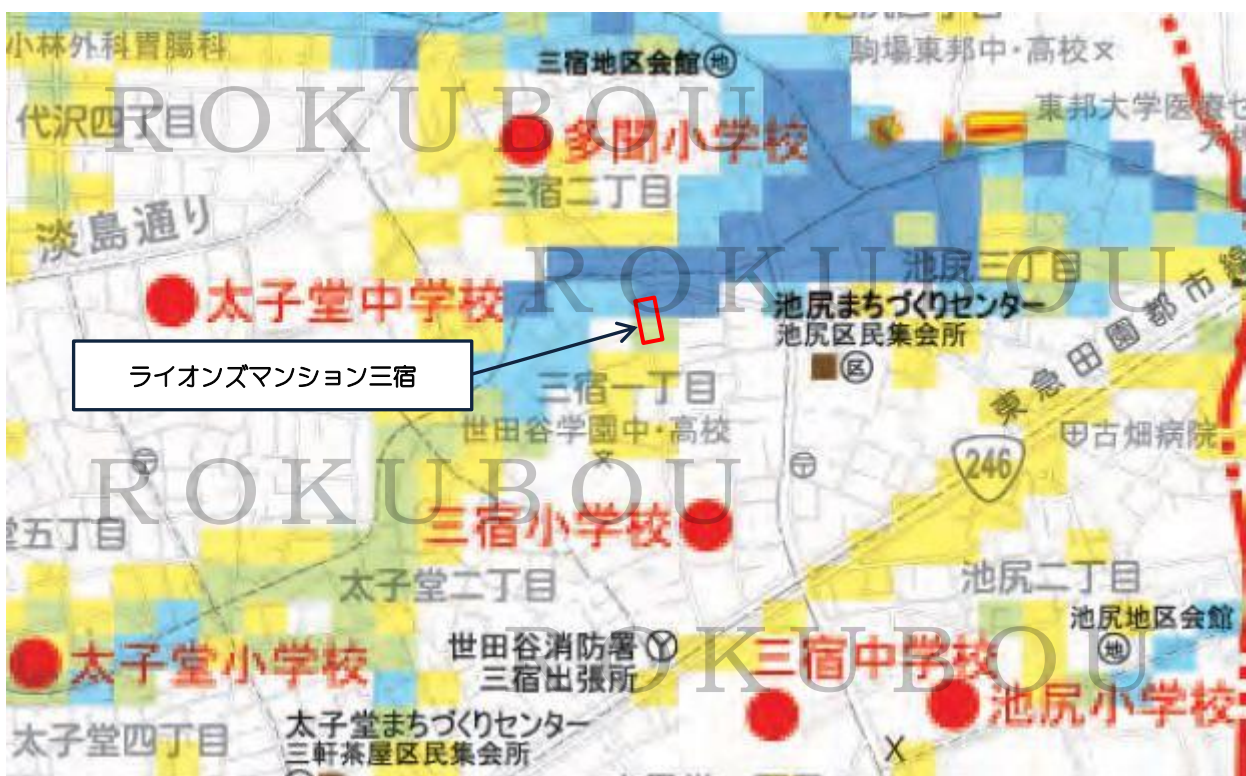 小林外科胃腸科
三宿地区会館
地
駒場東邦中・高校
文
ROKUBOU
代沢四丁目
多聞小学校
三宿二丁目
淡島通り
太子堂中学校
ROKUBOU
池尻三丁目
池尻まちづくりセンター
池尻区民集会所
区
東急田園都市線
ライオンズマンション三宿
三宿一丁目
世田谷学園中・高校
文
古畑病院
246
ROKUBOU
三宿小学校
五丁目
太子堂二丁目
池尻二丁目
池尻地区会館
地
世田谷消防署
三宿出張所
ROKUBOU
三宿中学校
太子堂小学校
池尻小学校
太子堂まちづくりセンター
三軒茶屋区民集会所
太子堂四丁目
X